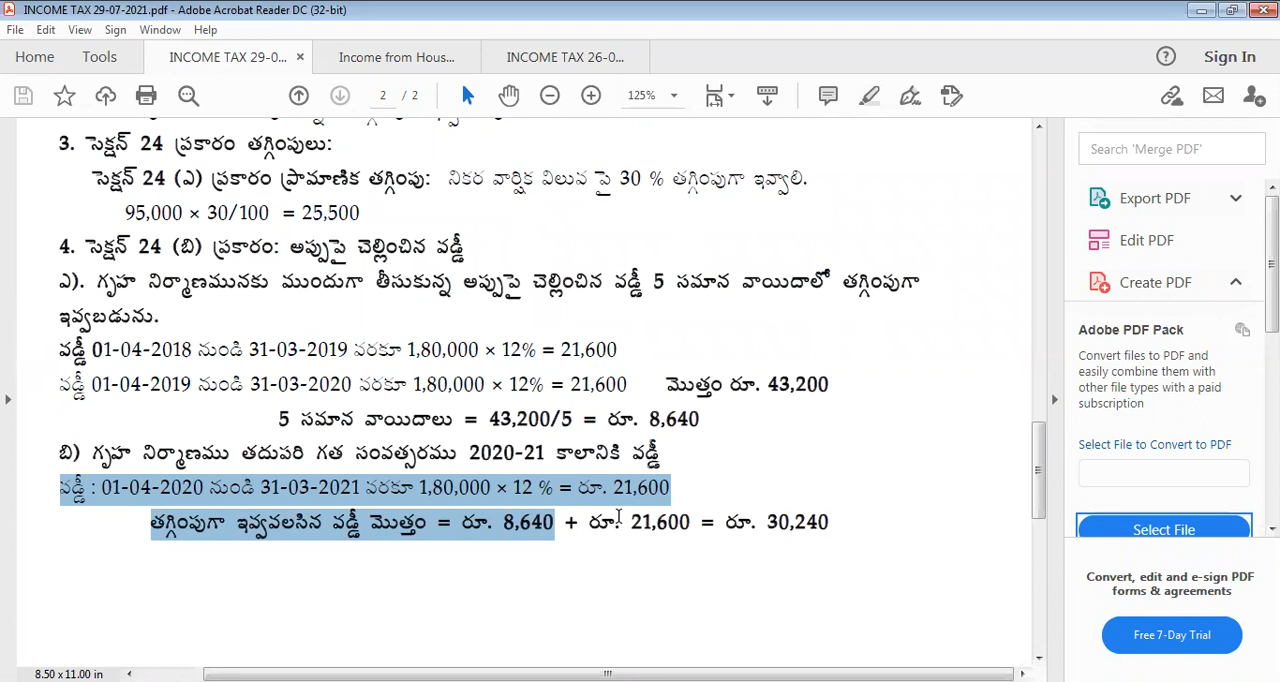 INCOME TAX 29-07-2021.pdf - Adobe Acrobat Reader DC (32-bit)
File Edit View Sign Window Help
Home Tools INCOME TAX 29-0... × Income from Hous... INCOME TAX 26-0... Sign In
2 / 2 125%
3. సెక్షన్ 24 ప్రకారం తగ్గింపులు:
సెక్షన్ 24 (ఎ) ప్రకారం ప్రామాణిక తగ్గింపు: నికర వార్షిక విలువ పై 30 % తగ్గింపుగా ఇవ్వాలి.
95,000 × 30/100 = 25,500
4. సెక్షన్ 24 (బి) ప్రకారం: అప్పుపై చెల్లించిన వడ్డీ
ఎ). గృహ నిర్మాణమునకు ముందుగా తీసుకున్న అప్పుపై చెల్లించిన వడ్డీ 5 సమాన వాయిదాలో తగ్గింపుగా
ఇవ్వబడును.
వడ్డీ 01-04-2018 నుండి 31-03-2019 వరకూ 1,80,000 × 12% = 21,600
వడ్డీ 01-04-2019 నుండి 31-03-2020 వరకూ 1,80,000 × 12% = 21,600 మొత్తం రూ. 43,200
5 సమాన వాయిదాలు = 43,200/5 = రూ. 8,640
బి) గృహ నిర్మాణము తదుపరి గత సంవత్సరము 2020-21 కాలానికి వడ్డీ
వడ్డీ : 01-04-2020 నుండి 31-03-2021 వరకూ 1,80,000 × 12 % = రూ. 21,600
తగ్గింపుగా ఇవ్వవలసిన వడ్డీ మొత్తం = రూ. 8,640 + రూ. 21,600 = రూ. 30,240
8.50 x 11.00 in
Search 'Merge PDF'
Export PDF
Edit PDF
Create PDF
Adobe PDF Pack
Convert files to PDF and
easily combine them with
other file types with a paid
subscription
Select File to Convert to PDF
Select File
Convert, edit and e-sign PDF
forms & agreements
Free 7-Day Trial